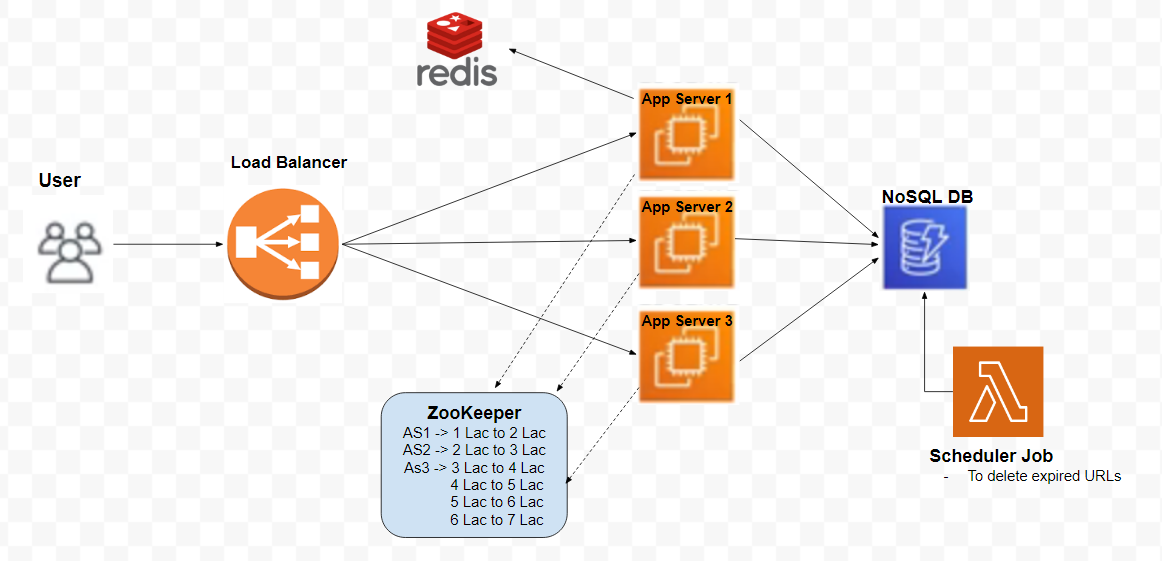 redis
App Server 1
Load Balancer
User
App Server 2
NoSQL DB
App Server 3
ZooKeeper
AS1 -> 1 Lac to 2 Lac
AS2 -> 2 Lac to 3 Lac
As3 -> 3 Lac to 4 Lac
4 Lac to 5 Lac
5 Lac to 6 Lac
6 Lac to 7 Lac
Scheduler Job
- To delete expired URLs